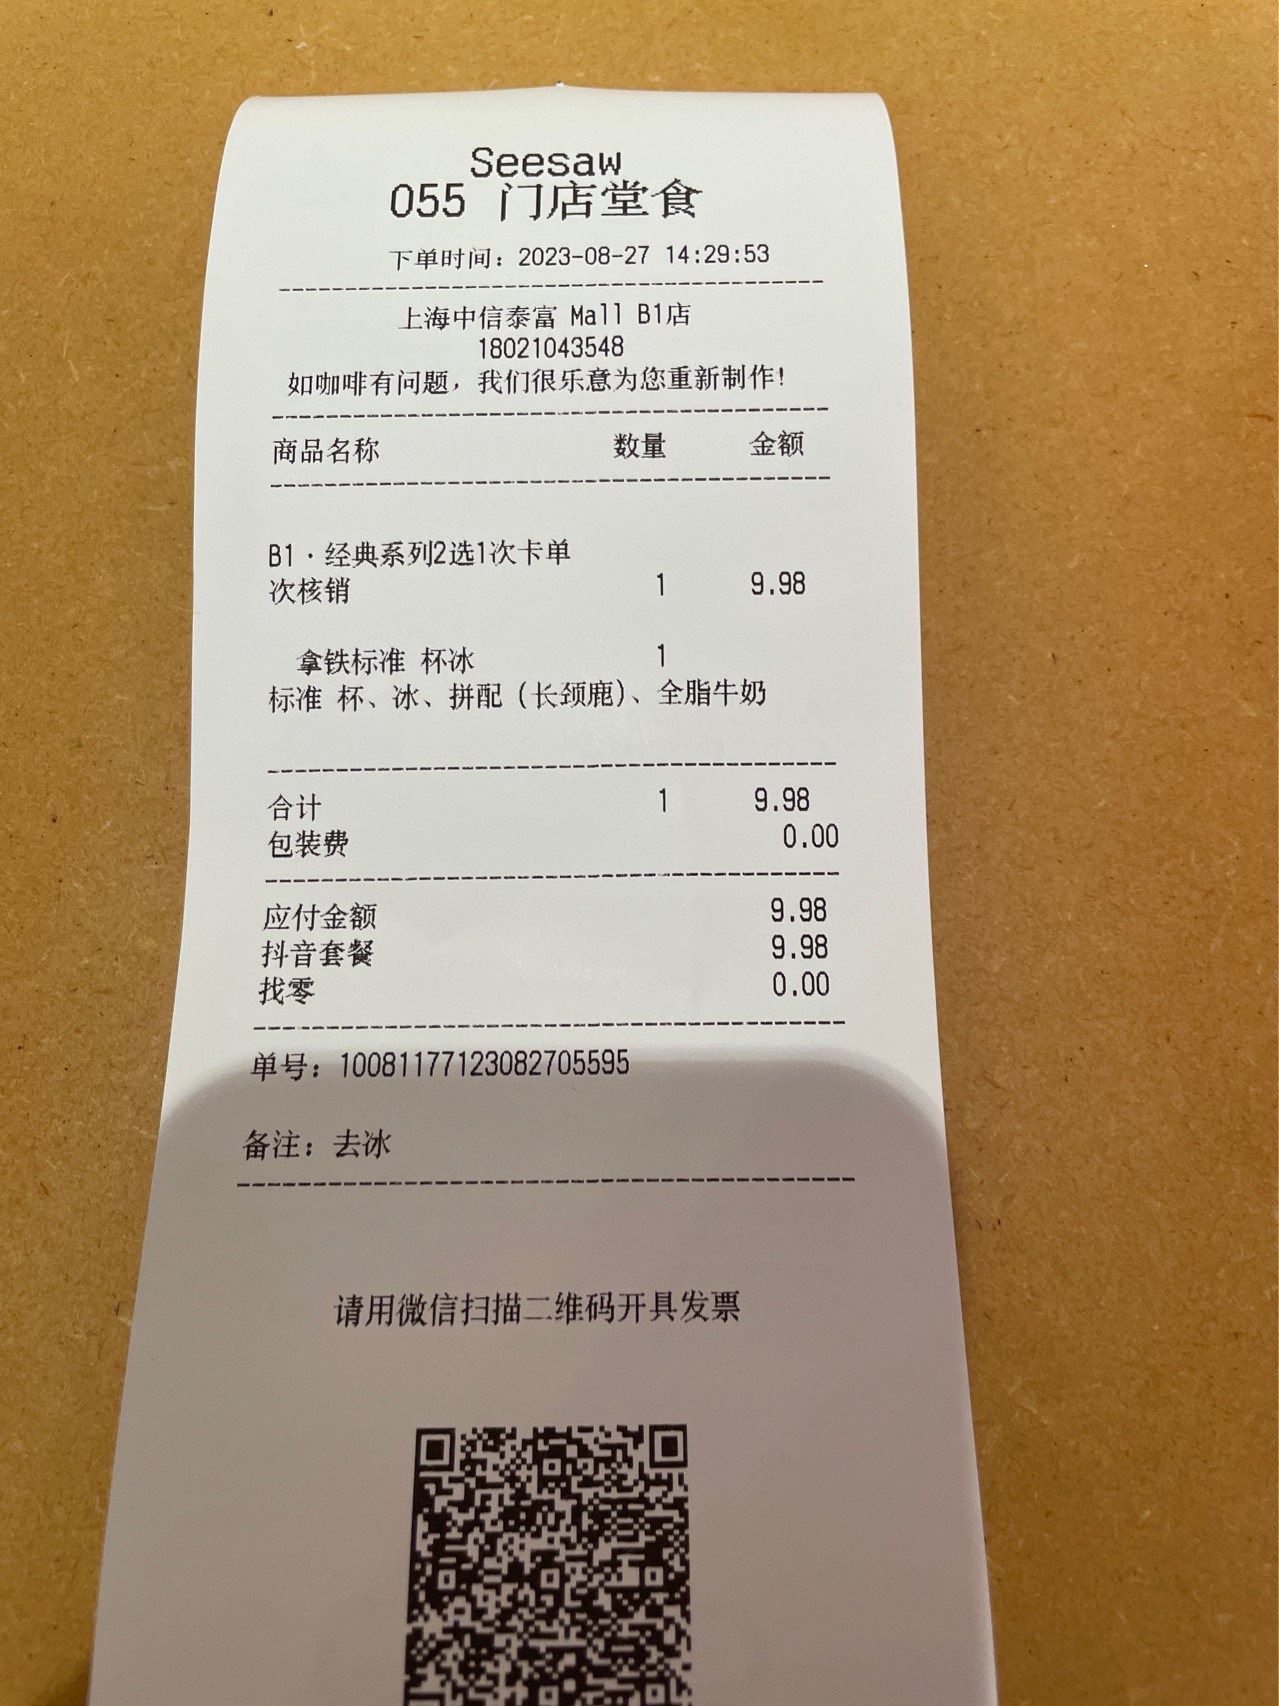 Seesaw
055 门店堂食
下单时间：2023-08-27 14:29:53
上海中信泰富 Mall B1店
18021043548
如咖啡有问题，我们很乐意为您重新制作！
商品名称 数量 金额
B1·经典系列2选1次卡单
次核销 1 9.98
拿铁标准 杯冰 1
标准 杯、冰、拼配（长颈鹿）、全脂牛奶
合计 1 9.98
包装费 0.00
应付金额 9.98
抖音套餐 9.98
找零 0.00
单号：10081177123082705595
备注：去冰
请用微信扫描二维码开具发票